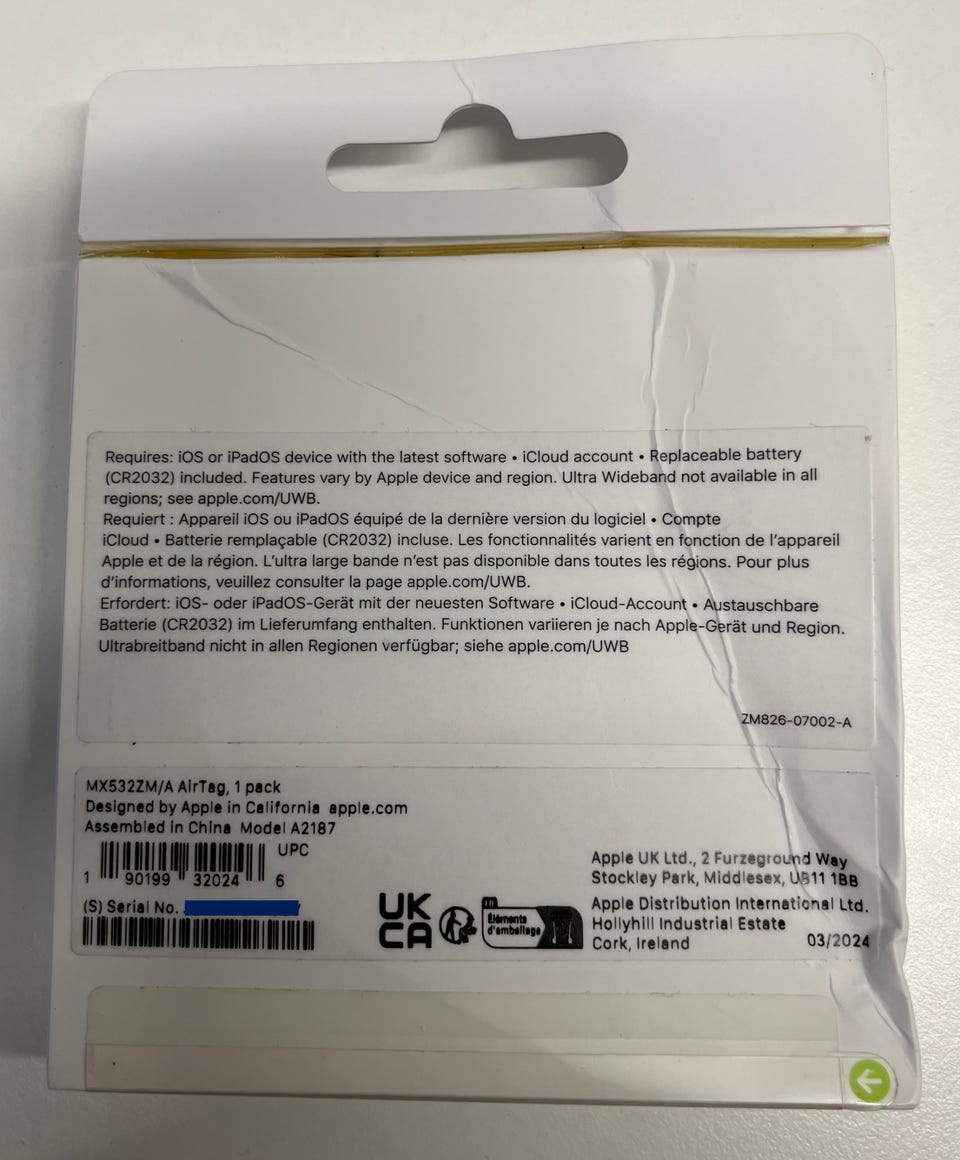 Requires: iOS or iPadOS device with the latest software • iCloud account • Replaceable battery
(CR2032) included. Features vary by Apple device and region. Ultra Wideband not available in all
regions; see apple.com/UWB.
Requiert : Appareil iOS ou iPadOS équipé de la dernière version du logiciel • Compte
iCloud • Batterie remplaçable (CR2032) incluse. Les fonctionnalités varient en fonction de l’appareil
Apple et de la région. L’ultra large bande n’est pas disponible dans toutes les régions. Pour plus
d’informations, veuillez consulter la page apple.com/UWB.
Erfordert: iOS- oder iPadOS-Gerät mit der neuesten Software • iCloud-Account • Austauschbare
Batterie (CR2032) im Lieferumfang enthalten. Funktionen variieren je nach Apple-Gerät und Region.
Ultrabreitband nicht in allen Regionen verfügbar; siehe apple.com/UWB
ZM826-07002-A
MX532ZM/A AirTag, 1 pack
Designed by Apple in California apple.com
Assembled in China Model A2187
UPC
1 90199 32024 6
(S) Serial No.
UK
CA
Éléments
d'emballage
Apple UK Ltd., 2 Furzeground Way
Stockley Park, Middlesex, UB11 1BB
Apple Distribution International Ltd.
Hollyhill Industrial Estate
Cork, Ireland 03/2024